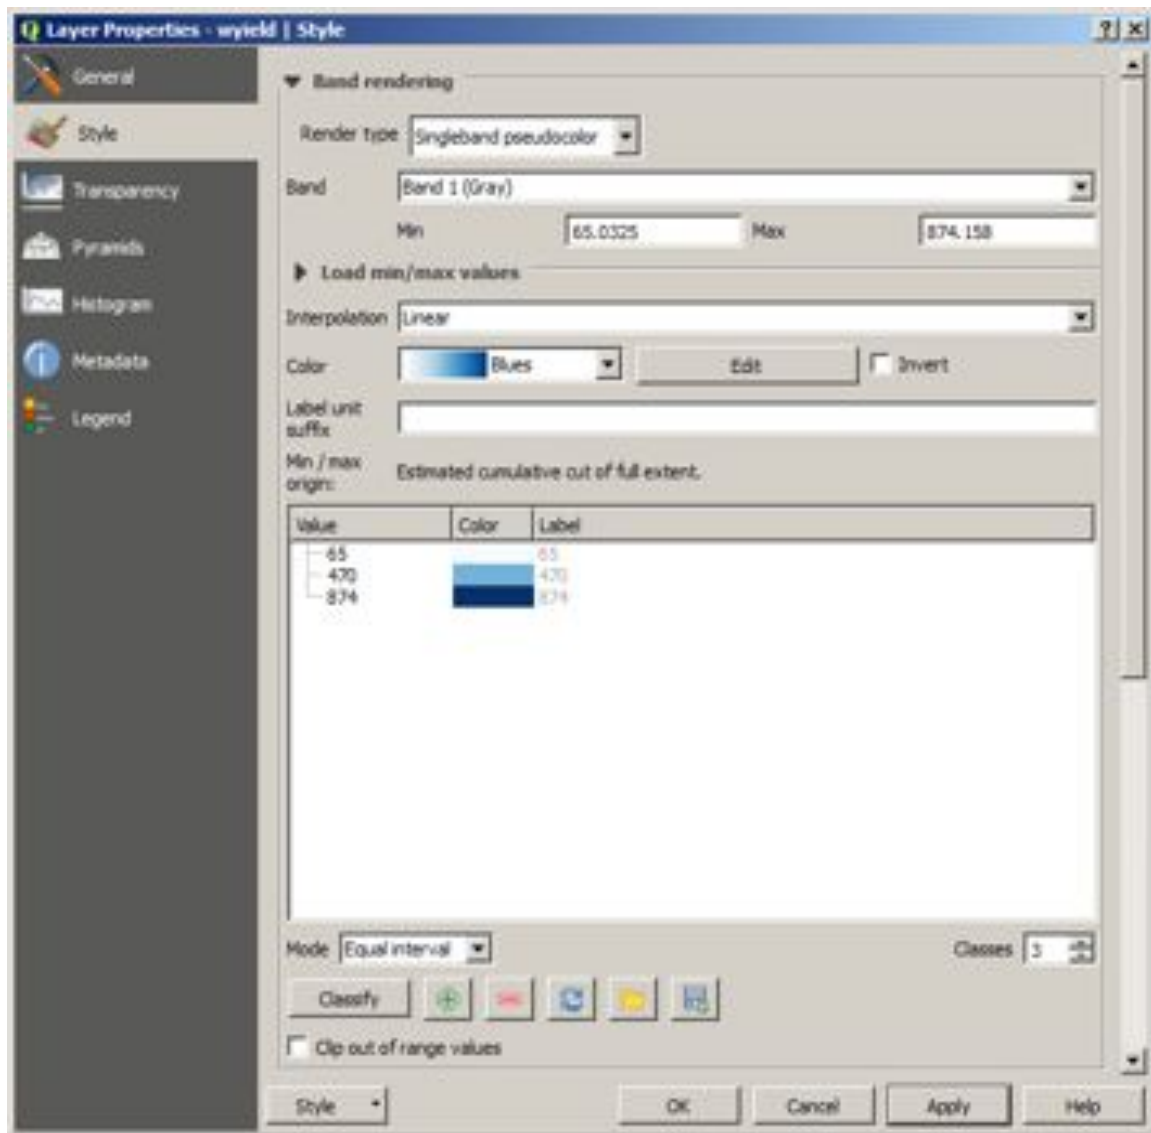 Layer Properties - wyield | Style
General
Style
Transparency
Pyramids
Histogram
Metadata
Legend
Band rendering
Render type Singleband pseudocolor
Band Band 1 (Gray)
Min 65.0325 Max 874.158
Load min/max values
Interpolation Linear
Color Blues Edit Invert
Label unit
suffix
Min / max
origin: Estimated cumulative cut of full extent.
Value Color Label
65 65
470 470
874 874
Mode Equal interval Classes 3
Classify
Clip out of range values
Style OK Cancel Apply Help